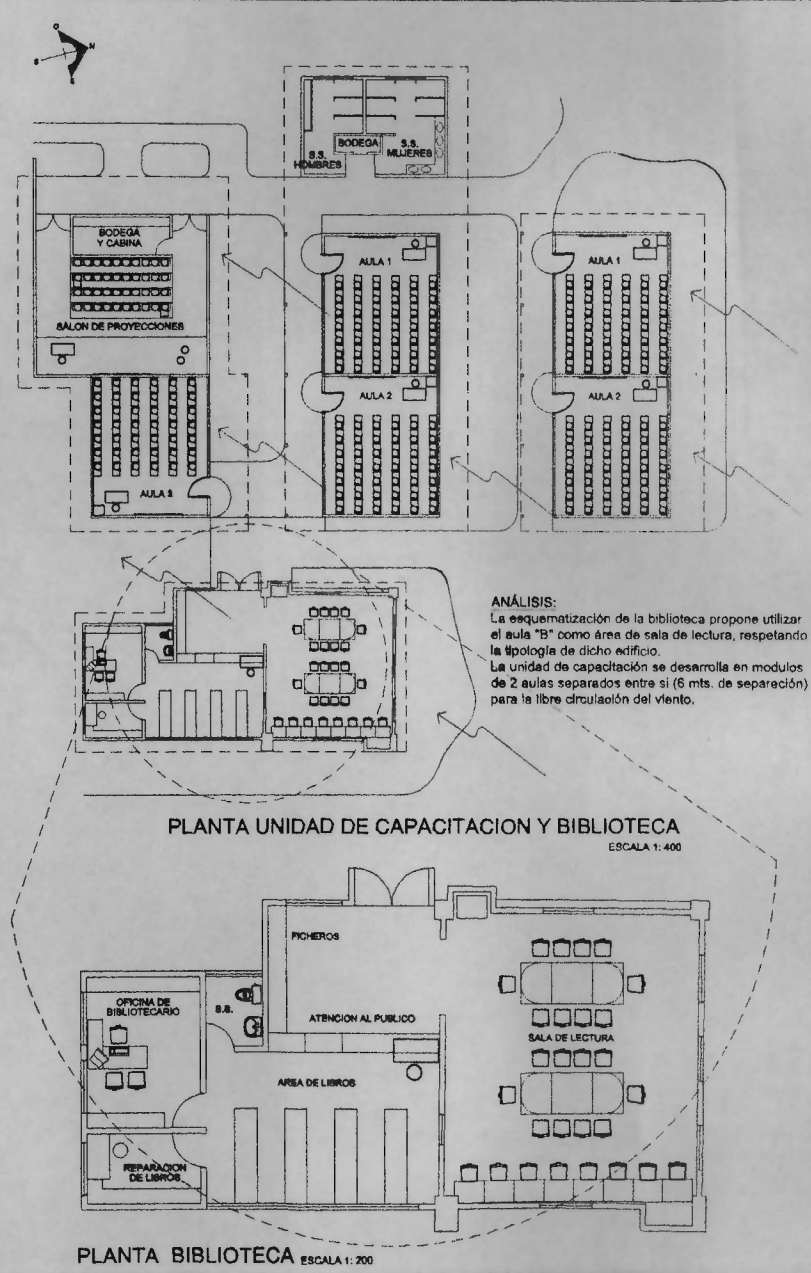 O
N
S
E
BODEGA
S.S.
HOMBRES
S.S.
MUJERES
BODEGA
Y CABINA
SALON DE PROYECCIONES
AULA 1
AULA 1
AULA 2
AULA 2
AULA 3
ANÁLISIS:
La esquematización de la biblioteca propone utilizar
el aula "B" como área de sala de lectura, respetando
la tipología de dicho edificio.
La unidad de capacitación se desarrolla en modulos
de 2 aulas separados entre si (6 mts. de separeción)
para la libre circulaolón del viento.
PLANTA UNIDAD DE CAPACITACION Y BIBLIOTECA
ESCALA 1: 400
FICHEROS
OFICINA DE
BIBLIOTECARIO
S.S.
ATENCION AL PUBLICO
SALA DE LECTURA
AREA DE LIBROS
REPARACION
DE LIBROS
PLANTA BIBLIOTECA ESCALA 1: 200